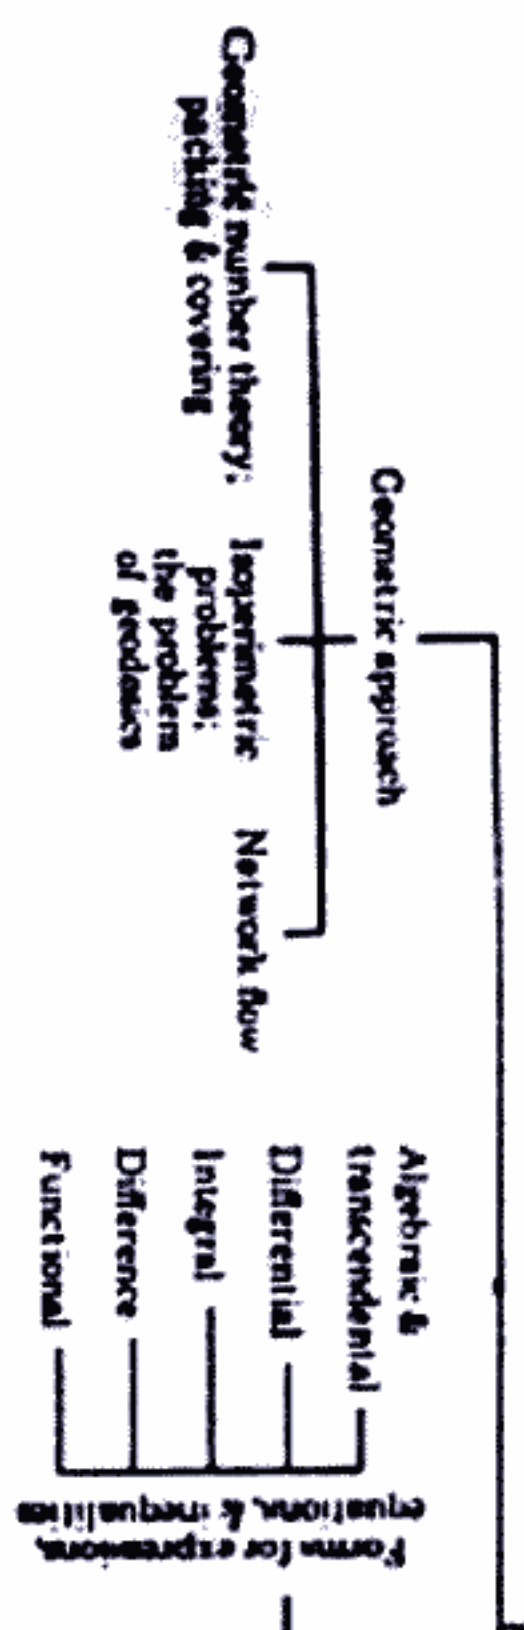 Geometric approach
Geometric number theory;
packing & covering
Isoperimetric
problems;
the problem
of geodesics
Network flow
Forms for expressions,
equations, & inequalities
Algebraic &
transcendental
Differential
Integral
Difference
Functional